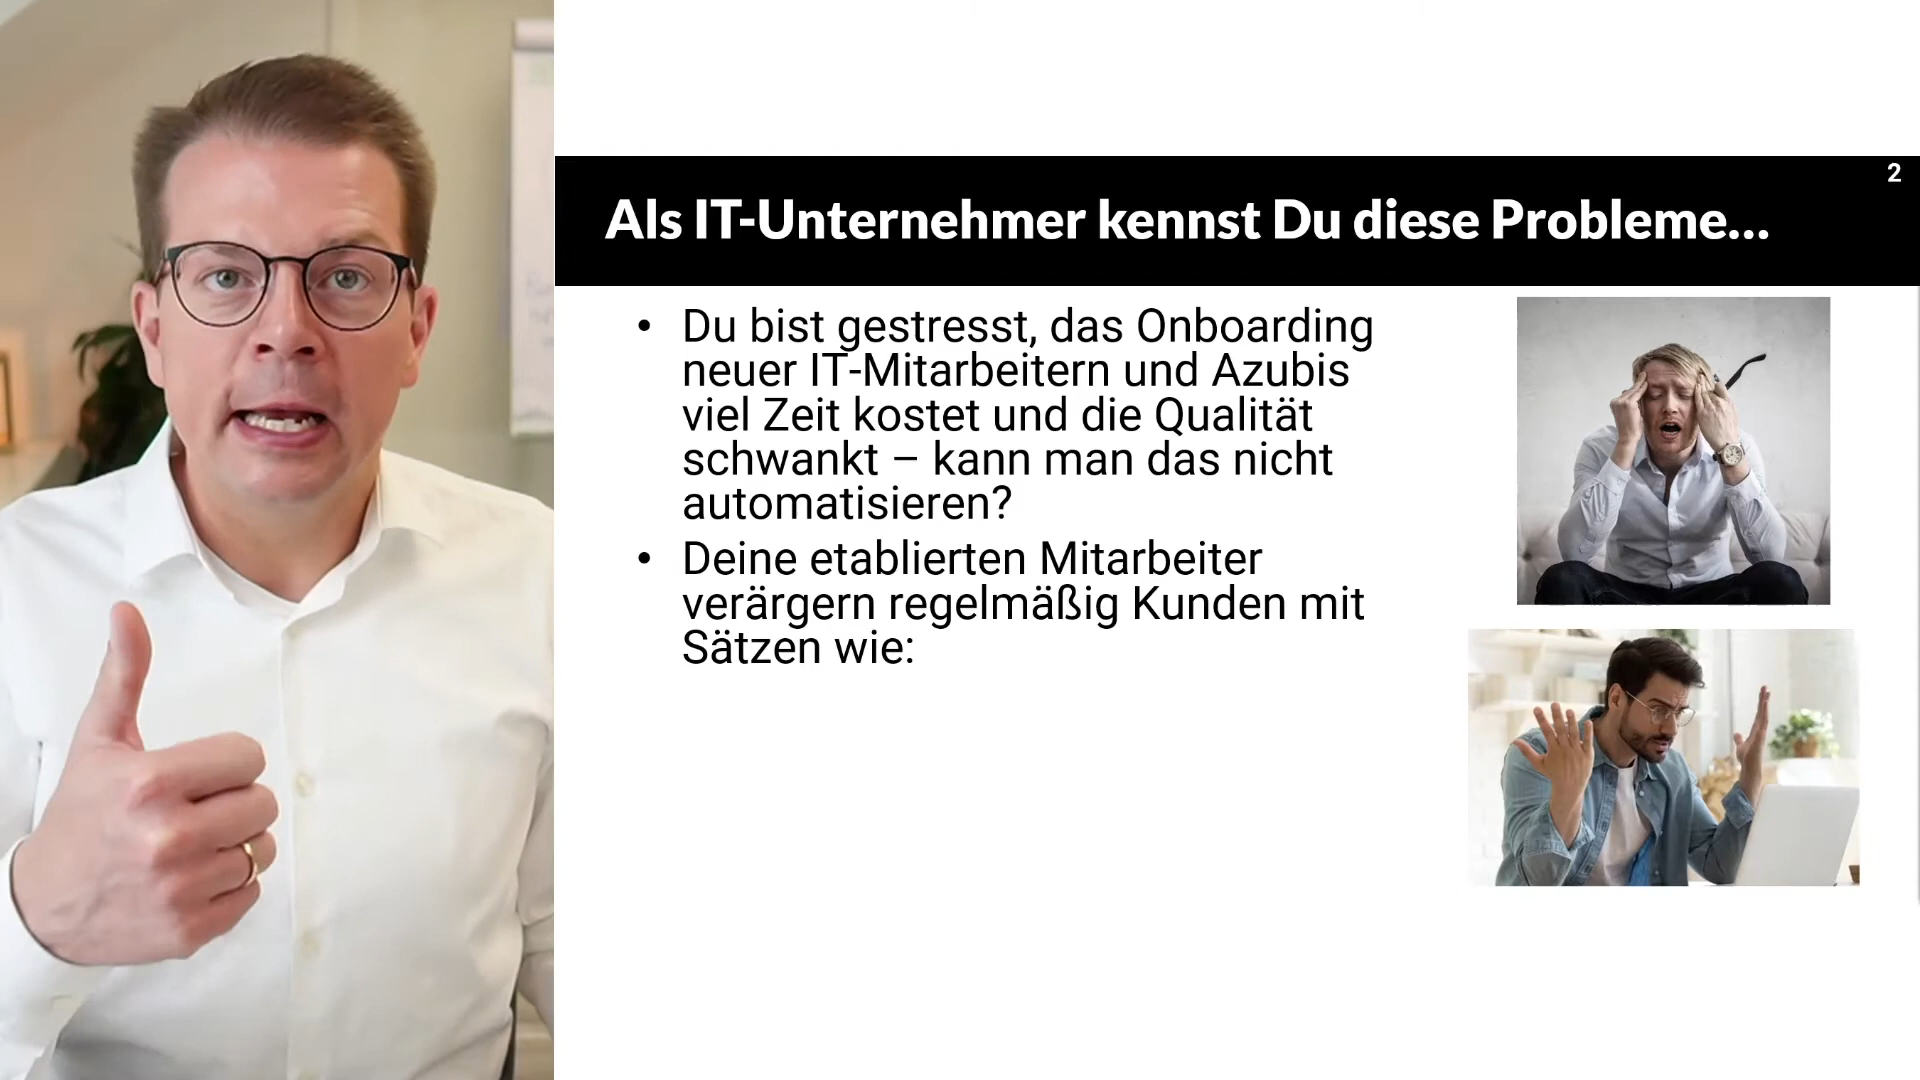 2
Als IT-Unternehmer kennst Du diese Probleme...
• Du bist gestresst, das Onboarding
neuer IT-Mitarbeitern und Azubis
viel Zeit kostet und die Qualität
schwankt – kann man das nicht
automatisieren?
• Deine etablierten Mitarbeiter
verärgern regelmäßig Kunden mit
Sätzen wie: